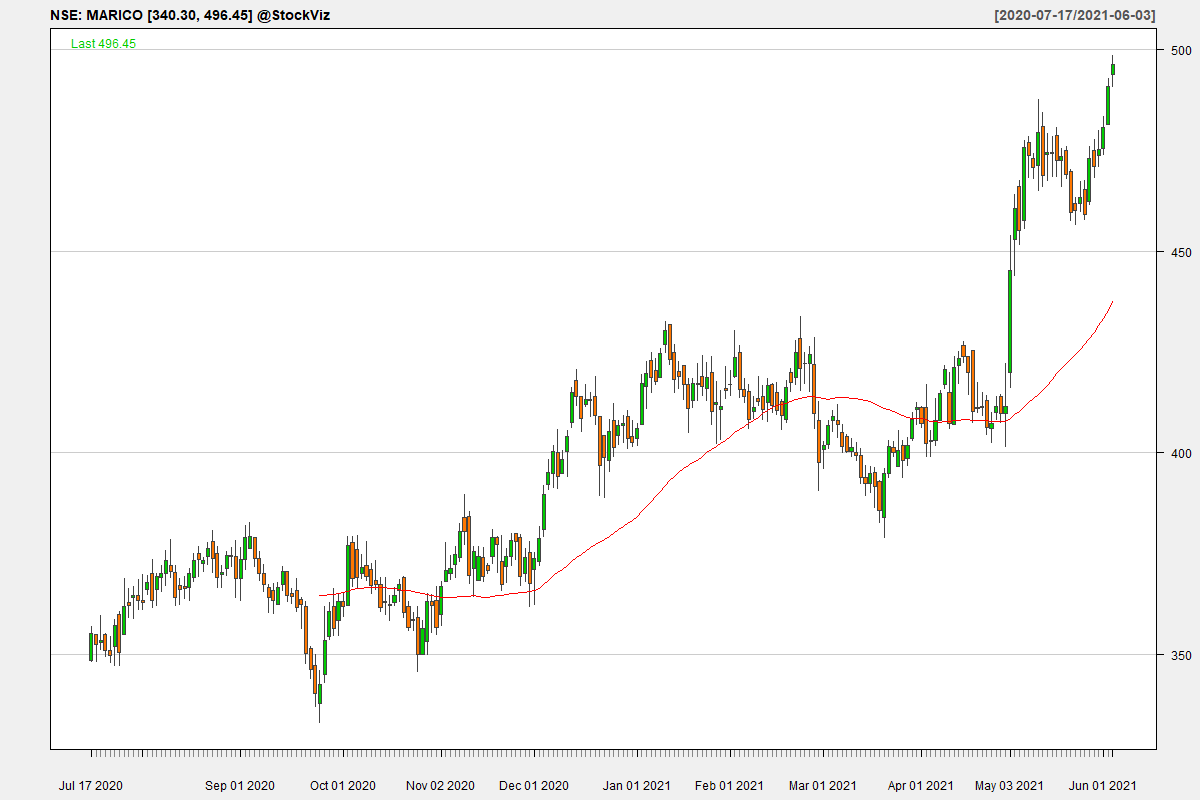 NSE: MARICO [340.30, 496.45] @StockViz [2020-07-17/2021-06-03]
Last 496.45
500
450
400
350
Jul 17 2020 Sep 01 2020 Oct 01 2020 Nov 02 2020 Dec 01 2020 Jan 01 2021 Feb 01 2021 Mar 01 2021 Apr 01 2021 May 03 2021 Jun 01 2021